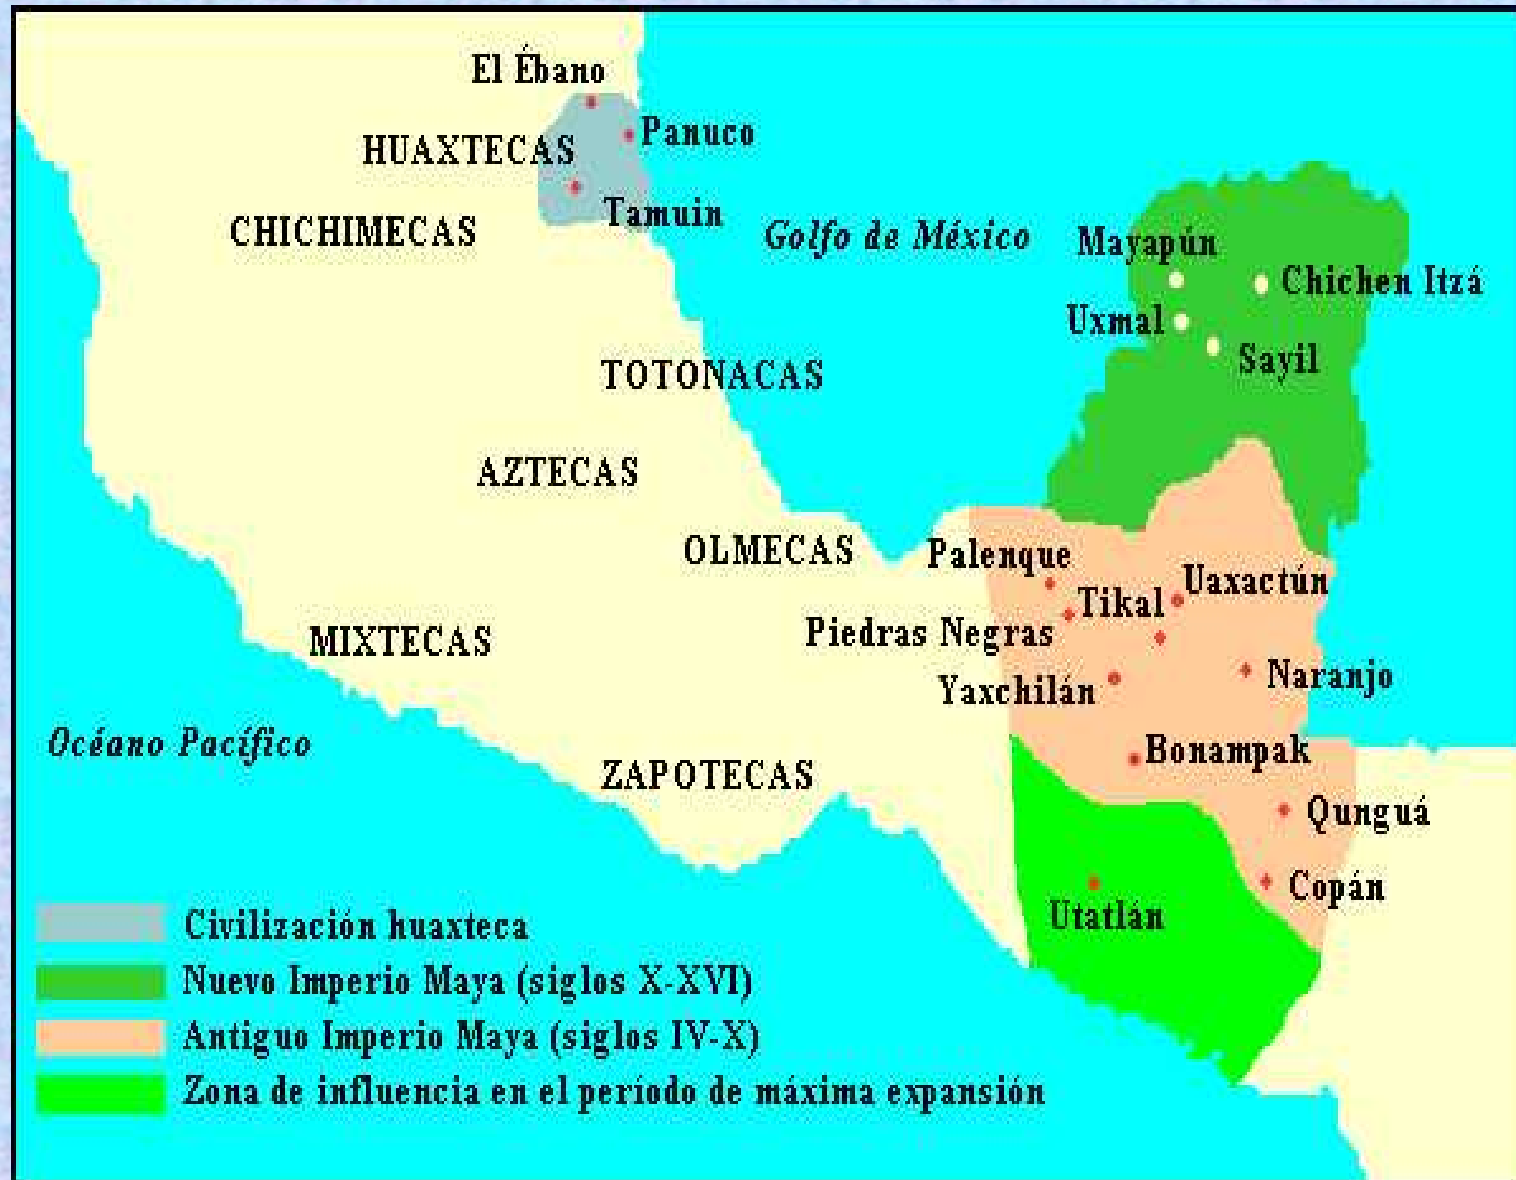 El Ébano
Panuco
HUAXTECAS
Tamuin
CHICHIMECAS
Golfo de México
Mayapún
Chichen Itzá
Uxmal
Sayil
TOTONACAS
AZTECAS
OLMECAS
Palenque
Uaxactún
Tikal
Piedras Negras
MIXTECAS
Naranjo
Yaxchilán
Océano Pacífico
Bonampak
ZAPOTECAS
Qunguá
Copán
Utatlán
Civilización huaxteca
Nuevo Imperio Maya (siglos X-XVI)
Antiguo Imperio Maya (siglos IV-X)
Zona de influencia en el período de máxima expansión